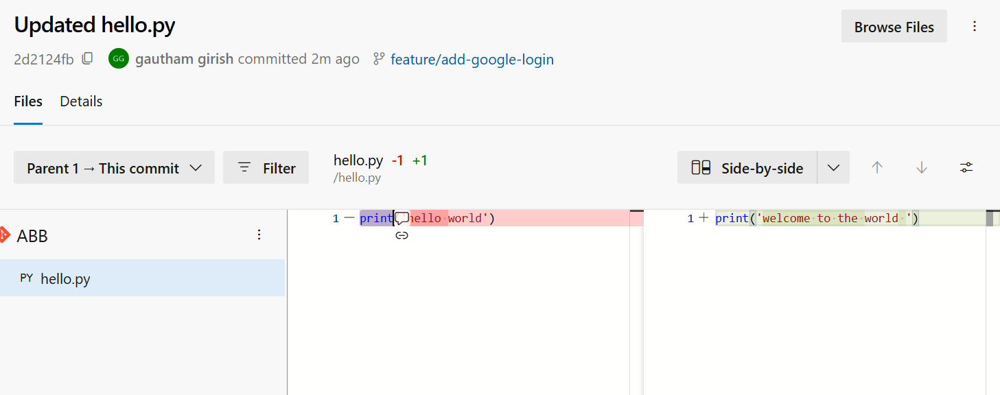 Updated hello.py
Browse Files
2d2124fb GG gautham girish committed 2m ago feature/add-google-login
Files Details
Parent 1 → This commit Filter
hello.py -1 +1
/hello.py
Side-by-side
ABB
PY hello.py
1 — print hello·world')
1 + print('welcome·to·the·world·')